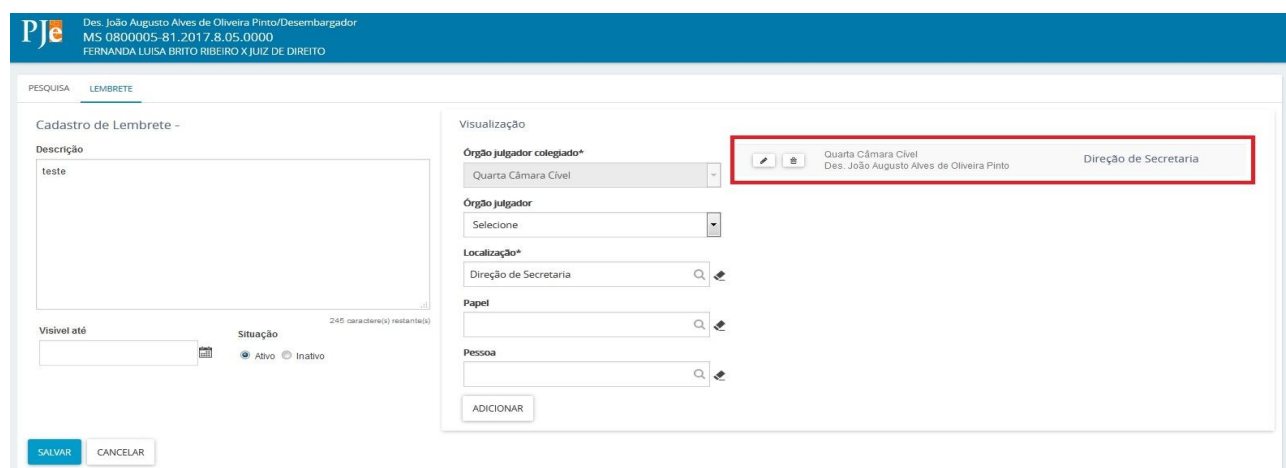 PJe
Des. João Augusto Alves de Oliveira Pinto/Desembargador
MS 0800005-81.2017.8.05.0000
FERNANDA LUISA BRITO RIBEIRO X JUIZ DE DIREITO
PESQUISA LEMBRETE
Cadastro de Lembrete -
Descrição
teste
245 caractere(s) restante(s)
Visível até
Situação
Ativo Inativo
Visualização
Órgão julgador colegiado*
Quarta Câmara Cível
Órgão julgador
Selecione
Localização*
Direção de Secretaria
Papel
Pessoa
ADICIONAR
Quarta Câmara Cível
Des. João Augusto Alves de Oliveira Pinto
Direção de Secretaria
SALVAR CANCELAR